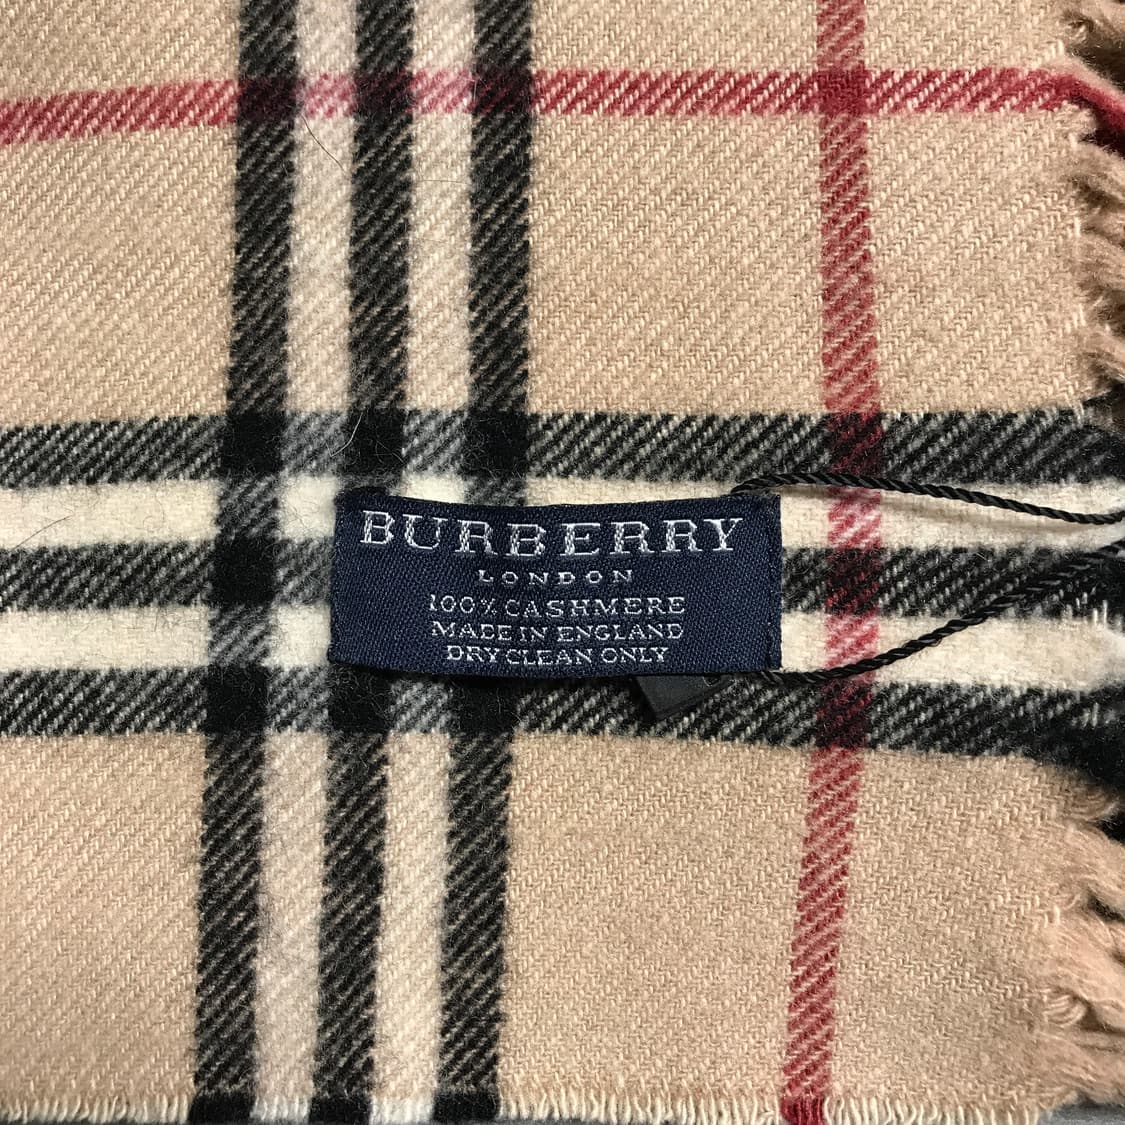 BURBERRY
LONDON
100% CASHMERE
MADE IN ENGLAND
DRY CLEAN ONLY